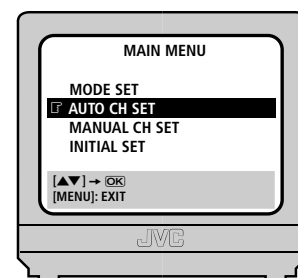 MAIN MENU
MODE SET
☞ AUTO CH SET
MANUAL CH SET
INITIAL SET
[▲▼] → OK
[MENU]: EXIT
JVC